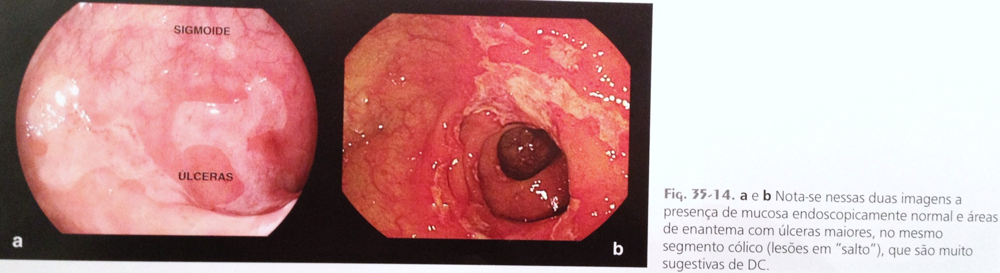 SIGMOIDE
ÚLCERAS
a
b
Fig. 35-14. a e b Nota-se nessas duas imagens a
presença de mucosa endoscopicamente normal e áreas
de enantema com úlceras maiores, no mesmo
segmento cólico (lesões em “salto”), que são muito
sugestivas de DC.